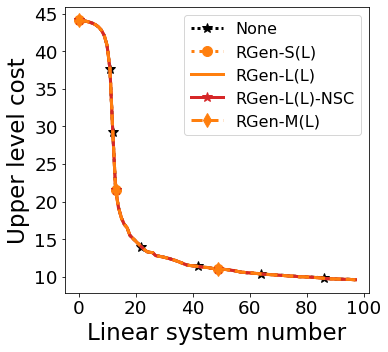 45
40
35
30
25
20
15
10
Upper level cost
None
RGen-S(L)
RGen-L(L)
RGen-L(L)-NSC
RGen-M(L)
0 20 40 60 80 100
Linear system number